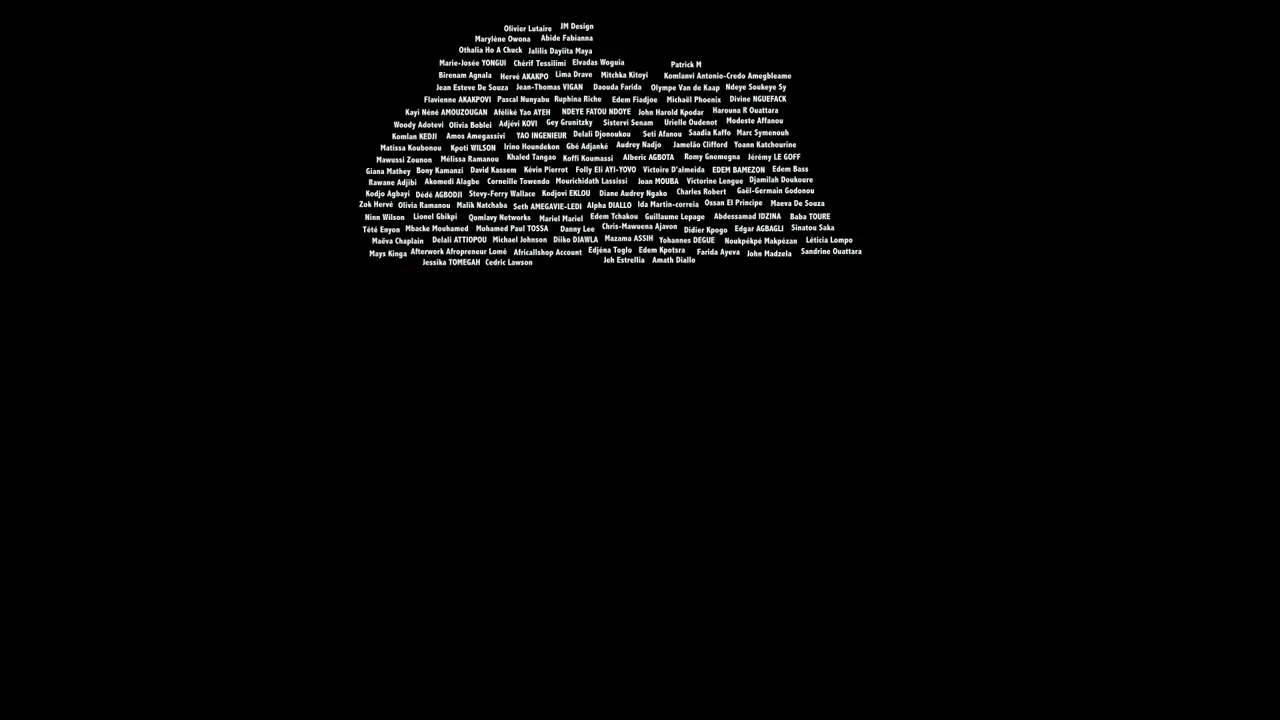 Olivier Lutaire JM Design
Marylène Owona Abide Fabianna
Othalia Ho A Chuck Jalilis Dayiita Maya
Marie-Josée YONGUI Chérif Tessilimi Elvadas Woguia Patrick M
Birenam Agnala Hervé AKAKPO Lima Drave Mitchka Kitoyi Komlanvi Antonio-Credo Amegbleame
Jean Esteve De Souza Jean-Thomas VIGAN Daouda Farida Olympe Van de Kaap Ndeye Soukeye Sy
Flavienne AKAKPOVI Pascal Nunyabu Ruphina Riche Edem Fiadjoe Michaël Phoenix Divine NGUEFACK
Kayi Néné AMOUZOUGAN Aféliké Yao AYEH NDEYE FATOU NDOYE John Harold Kpodar Harouna R Ouattara
Woody Adotevi Olivia Boblei Adjévi KOVI Gey Grunitzky Sistervi Senam Urielle Oudenot Modeste Affanou
Komlan KEDJI Amos Amegassivi YAO INGENIEUR Delali Djonoukou Seti Afanou Saadia Kaffo Marc Symenouh
Matissa Koubonou Kpoti WILSON Irino Houndekon Gbé Adjanké Audrey Nadjo Jamelão Clifford Yoann Katchourine
Mawussi Zounon Mélissa Ramanou Khaled Tangao Koffi Koumassi Alberic AGBOTA Romy Gnemegna Jérémy LE GOFF
Giana Mathey Bony Kamanzi David Kassem Kévin Pierrot Folly Eli AYI-YOVO Victoire D'almeida EDEM BAMEZON Edem Bass
Rawane Adjibi Akomedi Alagbe Corneille Towendo Mourichidath Lassissi Joan MOUBA Victorine Lengue Djamilah Doukoure
Kodjo Agbayi Dédé AGBODJI Stevy-Ferry Wallace Kodjovi EKLOU Diane Audrey Ngako Charles Robert Gaël-Germain Godonou
Zok Hervé Olivia Ramanou Malik Natchaba Seth AMEGAVIE-LEDI Alpha DIALLO Ida Martin-correia Ossan El Principe Maeva De Souza
Ninn Wilson Lionel Gbikpi Qomlavy Networks Mariel Mariel Edem Tchakou Guillaume Lepage Abdessamad IDZINA Baba TOURE
Tété Enyon Mbacke Mouhamed Mohamed Paul TOSSA Danny Lee Chris-Mawuena Ajavon Didier Kpogo Edgar AGBAGLI Sinatou Saka
Maëva Chaplain Delali ATTIOPOU Michael Johnson Djiko DJAWLA Mazama ASSIH Yohannes DEGUE Noukpékpé Makpézan Léticia Lompo
Mays Kinga Afterwork Afropreneur Lomé Africallshop Account Edjéna Toglo Edem Kpotsra Farida Ayeva John Madzela Sandrine Ouattara
Jessika TOMEGAH Cedric Lawson Jeh Estrellia Amath Diallo